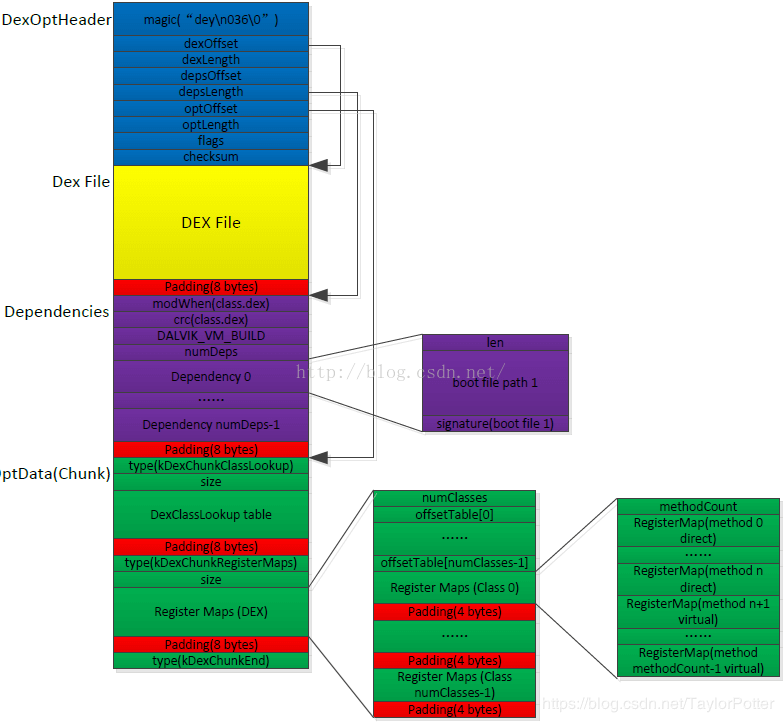 DexOptHeader
magic(“dey\n036\0”)
dexOffset
dexLength
depsOffset
depsLength
optOffset
optLength
flags
checksum
Dex File
DEX File
Padding(8 bytes)
Dependencies
modWhen(class.dex)
crc(class.dex)
DALVIK_VM_BUILD
numDeps
Dependency 0
......
Dependency numDeps-1
Padding(8 bytes)
len
boot file path 1
signature(boot file 1)
http://blog.csdn.net/
ptData(Chunk)
type(kDexChunkClassLookup)
size
DexClassLookup table
Padding(8 bytes)
type(kDexChunkRegisterMaps)
size
Register Maps (DEX)
Padding(8 bytes)
type(kDexChunkEnd)
numClasses
offsetTable[0]
......
offsetTable[numClasses-1]
Register Maps (Class 0)
Padding(4 bytes)
......
Padding(4 bytes)
Register Maps (Class
numClasses-1)
Padding(4 bytes)
methodCount
RegisterMap(method 0
direct)
......
RegisterMap(method n
direct)
RegisterMap(method n+1
virtual)
......
RegisterMap(method
methodCount-1 virtual)
https://blog.csdn.net/TaylorPotter